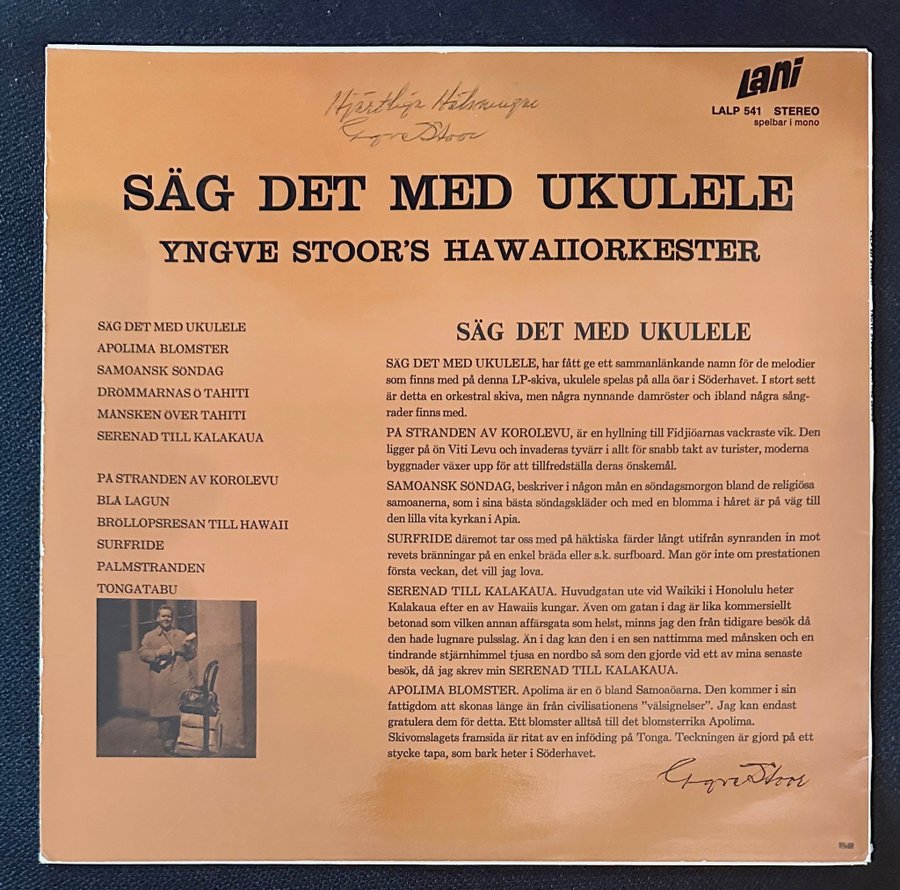 Lani
LALP 541 STEREO
spelbar i mono
Hjärtliga Hälsningar
Yngve Stoor
SÄG DET MED UKULELE
YNGVE STOOR'S HAWAIIORKESTER
SÄG DET MED UKULELE
APOLIMA BLOMSTER
SAMOANSK SÖNDAG
DRÖMMARNAS Ö TAHITI
MÅNSKEN ÖVER TAHITI
SERENAD TILL KALAKAUA
PÅ STRANDEN AV KOROLEVU
BLÅ LAGUN
BRÖLLOPSRESAN TILL HAWAII
SURFRIDE
PALMSTRANDEN
TONGATABU
SÄG DET MED UKULELE
SÄG DET MED UKULELE, har fått ge ett sammanlänkande namn för de melodier
som finns med på denna LP-skiva, ukulele spelas på alla öar i Söderhavet. I stort sett
är detta en orkestral skiva, men några nynnande damröster och ibland några sång-
rader finns med.
PÅ STRANDEN AV KOROLEVU, är en hyllning till Fidjiöarnas vackraste vik. Den
ligger på ön Viti Levu och invaderas tyvärr i allt för snabb takt av turister, moderna
byggnader växer upp för att tillfredställa deras önskemål.
SAMOANSK SÖNDAG, beskriver i någon mån en söndagsmorgon bland de religiösa
samoanerna, som i sina bästa söndagskläder och med en blomma i håret är på väg till
den lilla vita kyrkan i Apia.
SURFRIDE däremot tar oss med på häktiska färder långt utifrån synranden in mot
revets bränningar på en enkel bräda eller s.k. surfboard. Man gör inte om prestationen
första veckan, det vill jag lova.
SERENAD TILL KALAKAUA. Huvudgatan ute vid Waikiki i Honolulu heter
Kalakaua efter en av Hawaiis kungar. Även om gatan i dag är lika kommersiellt
betonad som vilken annan affärsgata som helst, minns jag den från tidigare besök då
den hade lugnare pulsslag. Än i dag kan den i en sen nattimma med månsken och en
tindrande stjärnhimmel tjusa en nordbo så som den gjorde vid ett av mina senaste
besök, då jag skrev min SERENAD TILL KALAKAUA.
APOLIMA BLOMSTER. Apolima är en ö bland Samoaöarna. Den kommer i sin
fattigdom att skonas länge än från civilisationens "välsignelser". Jag kan endast
gratulera dem för detta. Ett blomster alltså till det blomsterrika Apolima.
Skivomslagets framsida är ritat av en inföding på Tonga. Teckningen är gjord på ett
stycke tapa, som bark heter i Söderhavet.
Yngve Stoor